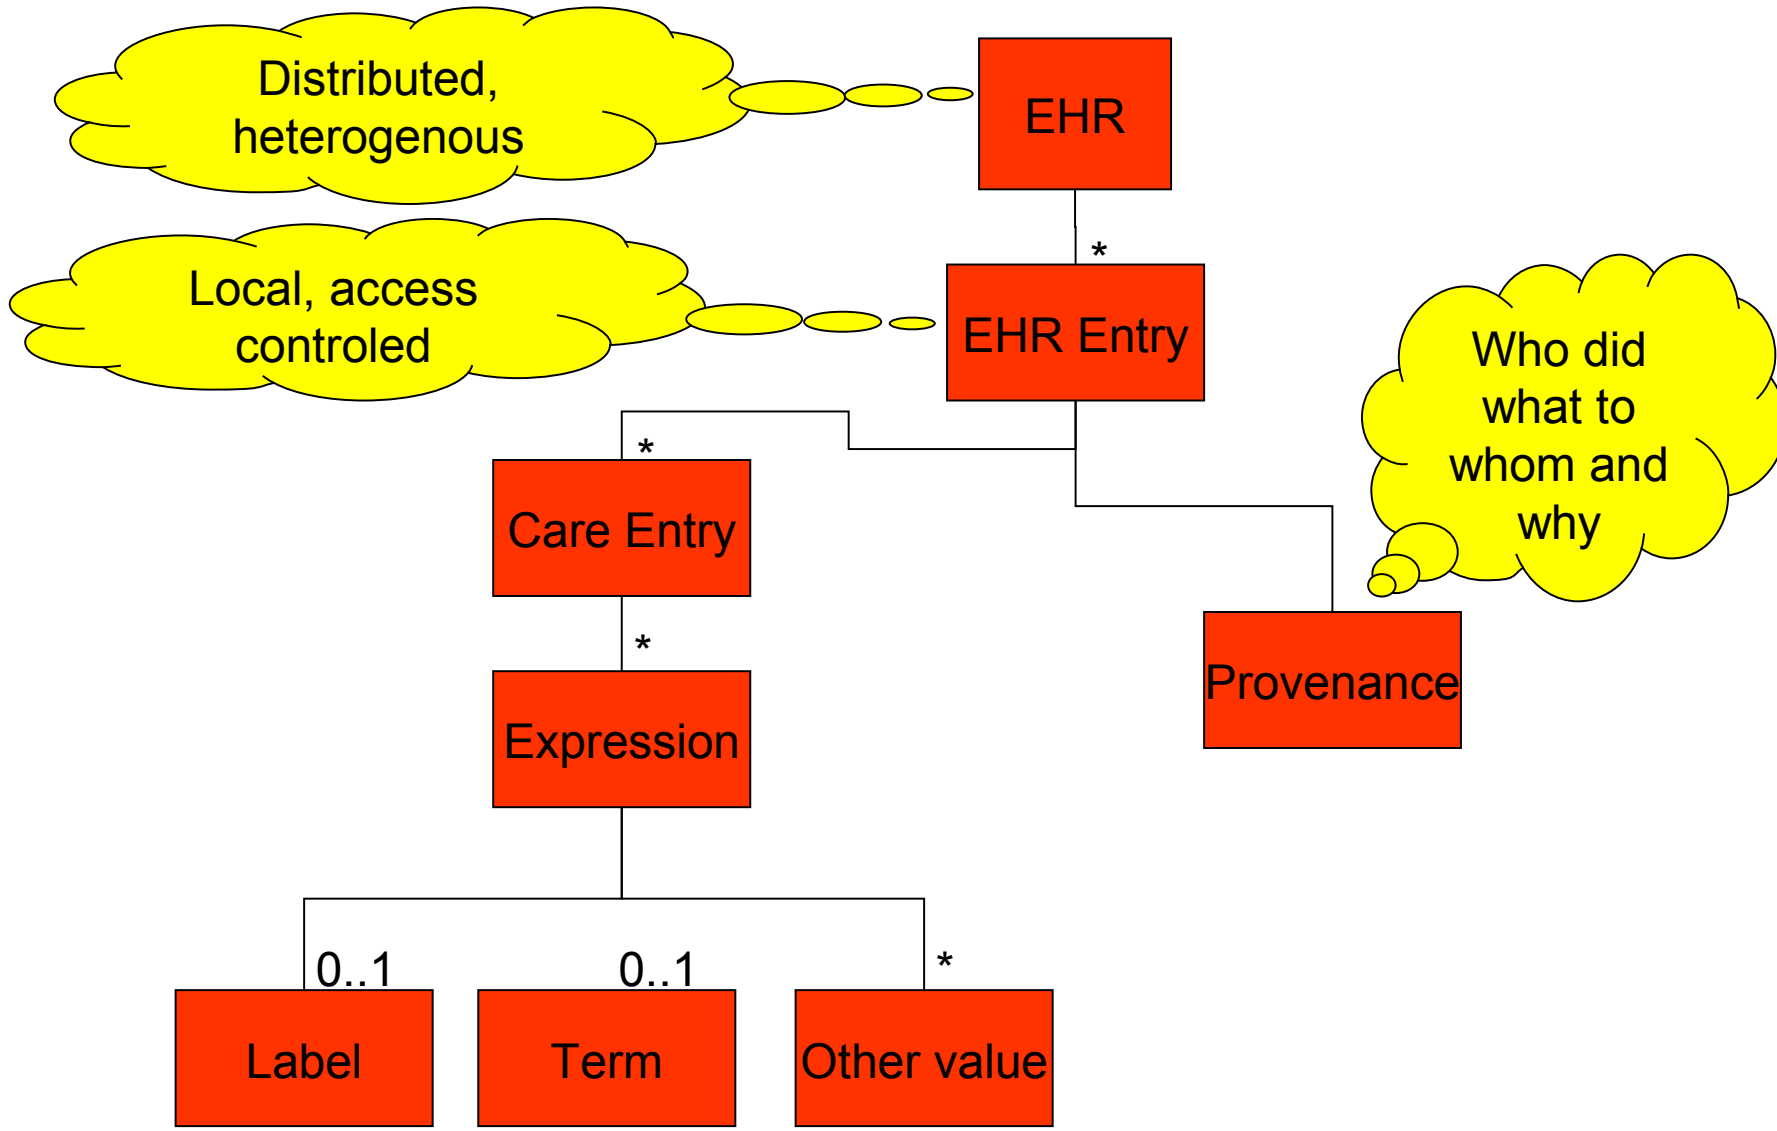 Distributed,
heterogenous
EHR
*
Local, access
controled
EHR Entry
Who did
what to
whom and
why
*
Care Entry
*
Expression
Provenance
0..1
0..1
*
Label
Term
Other value